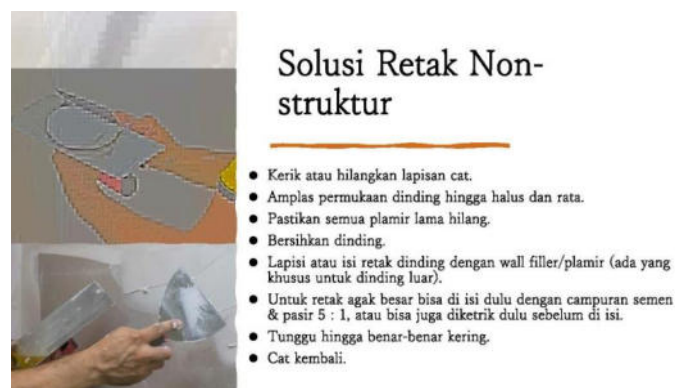 Solusi Retak Non-
struktur
● Kerik atau hilangkan lapisan cat.
● Amplas permukaan dinding hingga halus dan rata.
● Pastikan semua plamir lama hilang.
● Bersihkan dinding.
● Lapisi atau isi retak dinding dengan wall filler/plamir (ada yang
khusus untuk dinding luar).
● Untuk retak agak besar bisa di isi dulu dengan campuran semen
& pasir 5 : 1, atau bisa juga diketrik dulu sebelum di isi.
● Tunggu hingga benar-benar kering.
● Cat kembali.